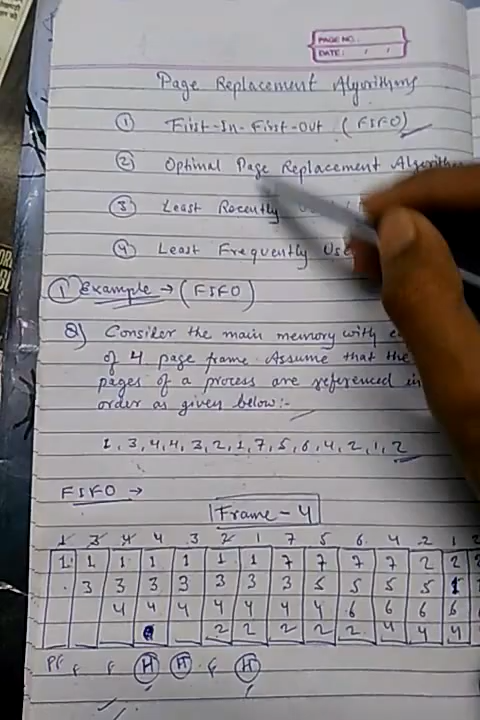 PAGE NO.
DATE: / /
Page Replacement Algorithms
① First-In-First-Out (FIFO)
② Optimal Page Replacement
③ Least Recently
④ Least Frequently
① Example → (FIFO)
Q) Consider the main memory with
of 4 page frame. Assume that the
pages of a process are referenced in
order as given below:-
1, 3, 4, 4, 3, 2, 1, 7, 5, 6, 4, 2, 1, 2
FIFO →
Frame - 4
1 3 4 4 3 2 1 7 5 6 4 2 1
1 1 1 1 1 1 1 7 7 7 7 2 2
3 3 3 3 3 3 3 5 5 5 5 1
4 4 4 4 4 4 4 6 6 6 6
2 2 2 2 2 4 4 4
PF F F H H F H